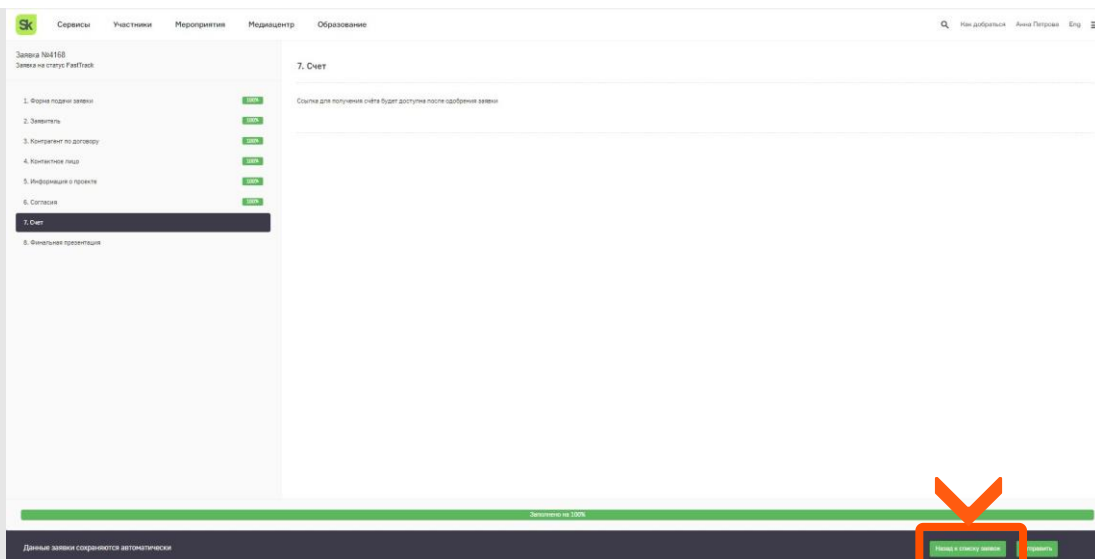 Sk Сервисы Участники Мероприятия Медиацентр Образование Как добраться Анна Петрова Eng
Заявка №4168
Заявка на статус FastTrack
7. Счет
1. Форма подачи заявки 100%
Ссылка для получения счёта будет доступна после одобрения заявки
2. Заявитель 100%
3. Контрагент по договору 100%
4. Контактное лицо 100%
5. Информация о проекте 100%
6. Согласия 100%
7. Счет
8. Финальная презентация
Заполнено на 100%
Данные заявки сохраняются автоматически Назад к списку заявок Отправить